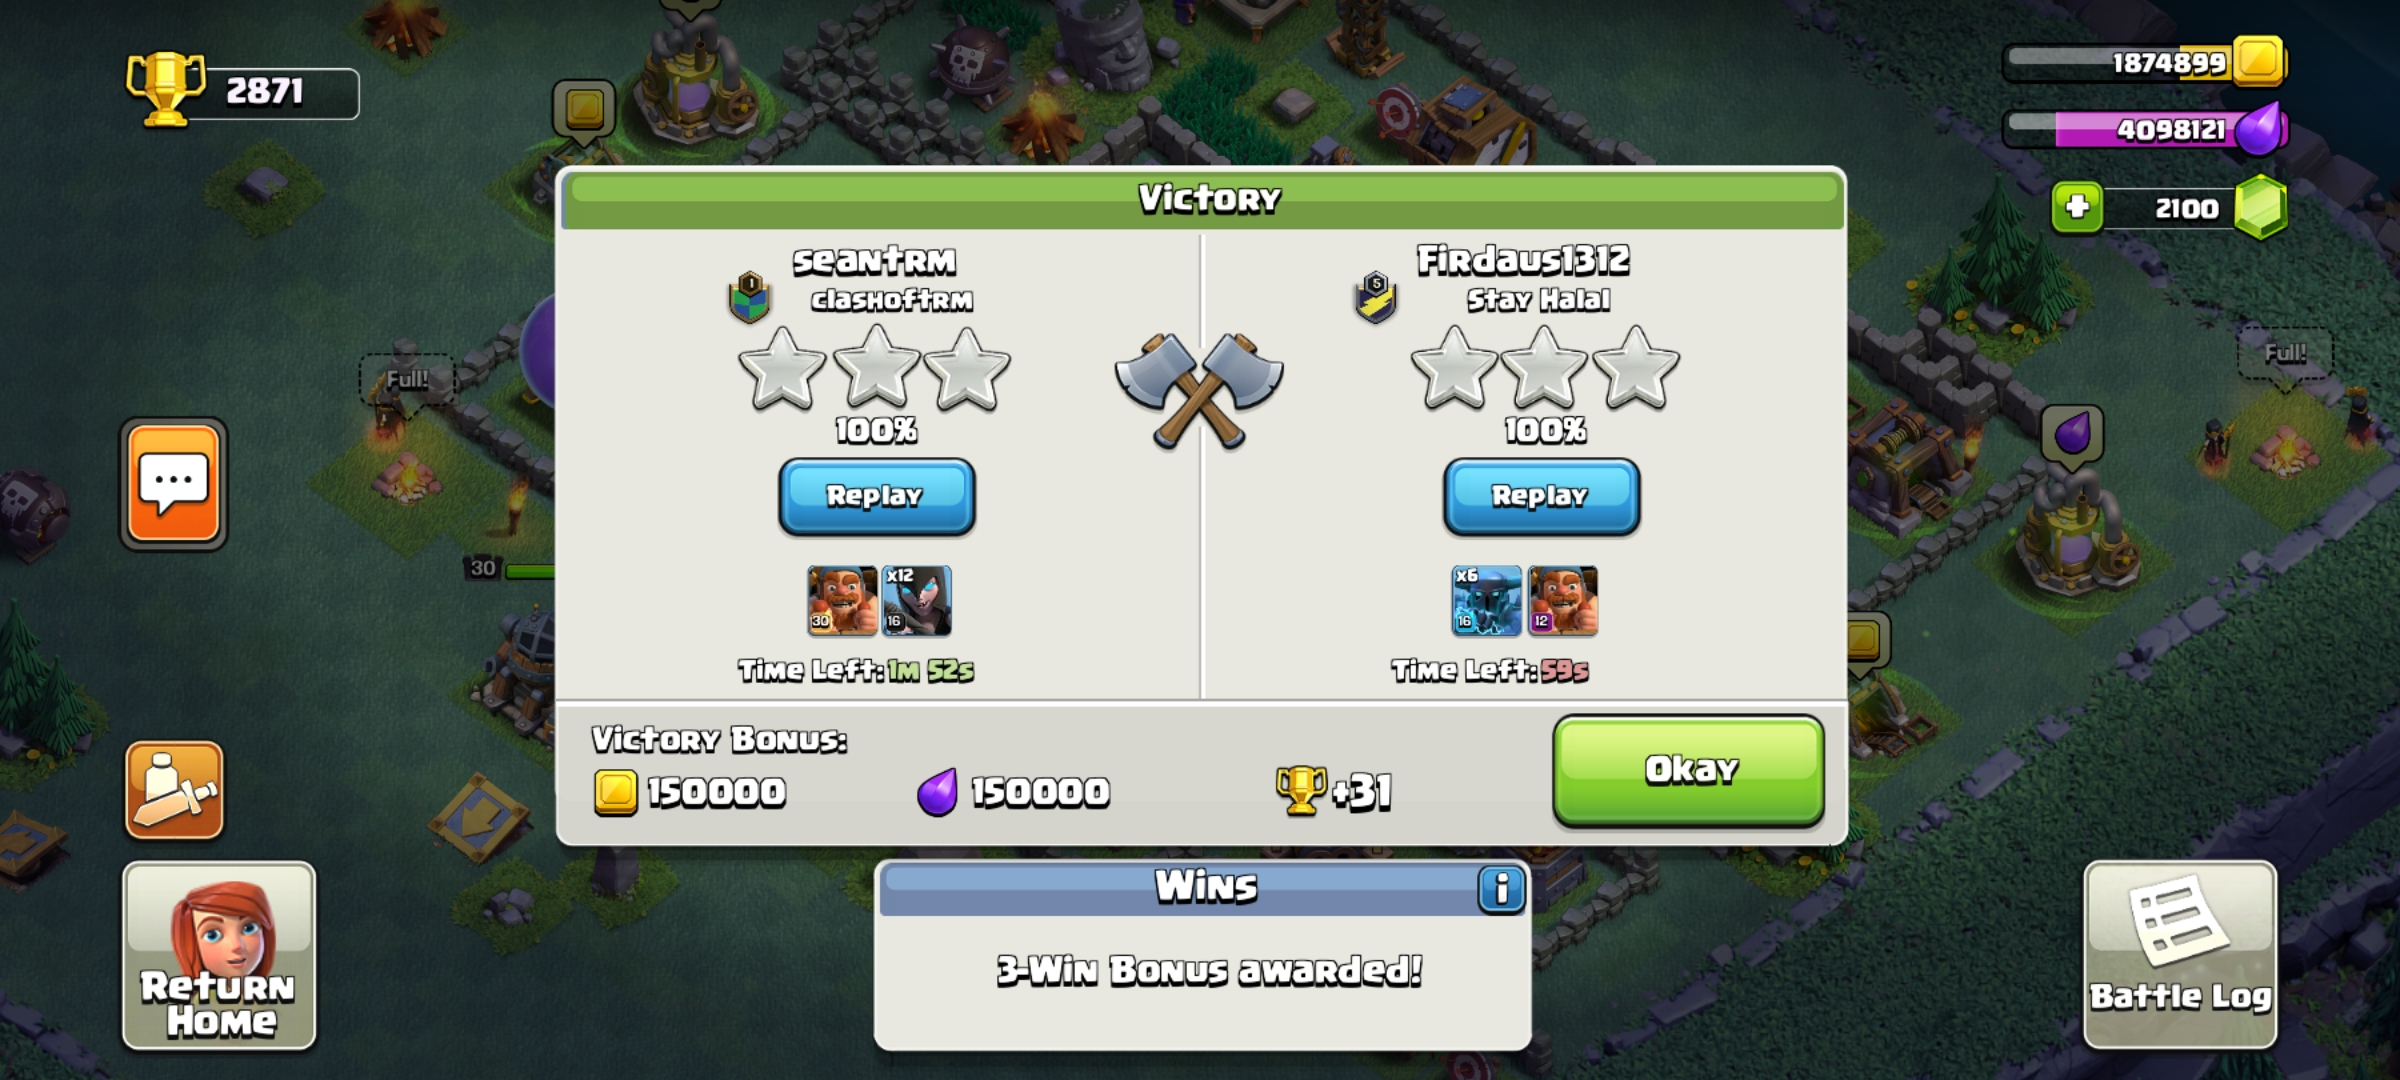 2871
1874899
4098121
2100
Victory
seantrm
clashoftrm
1
100%
Replay
x12
30
16
Time Left: 1m 52s
Firdaus1312
Stay Halal
5
100%
Replay
x6
16
12
Time Left: 59s
Full!
Full!
30
Victory Bonus:
150000
150000
+31
Okay
Wins
i
3-Win Bonus awarded!
Return
Home
Battle Log